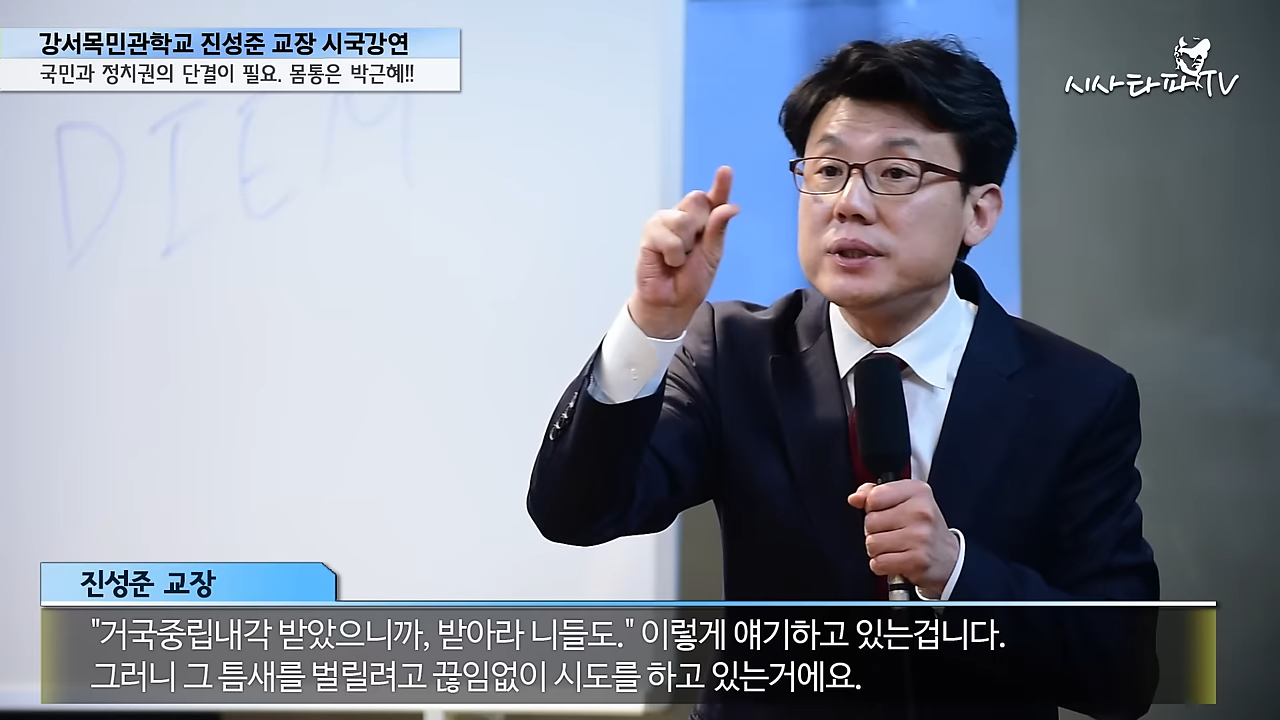 강서목민관학교 진성준 교장 시국강연
국민과 정치권의 단결이 필요. 몸통은 박근혜!!
시사타파TV
DIEM
진성준 교장
"거국중립내각 받았으니까, 받아라 니들도." 이렇게 얘기하고 있는겁니다.
그러니 그 틈새를 벌릴려고 끊임없이 시도를 하고 있는거에요.